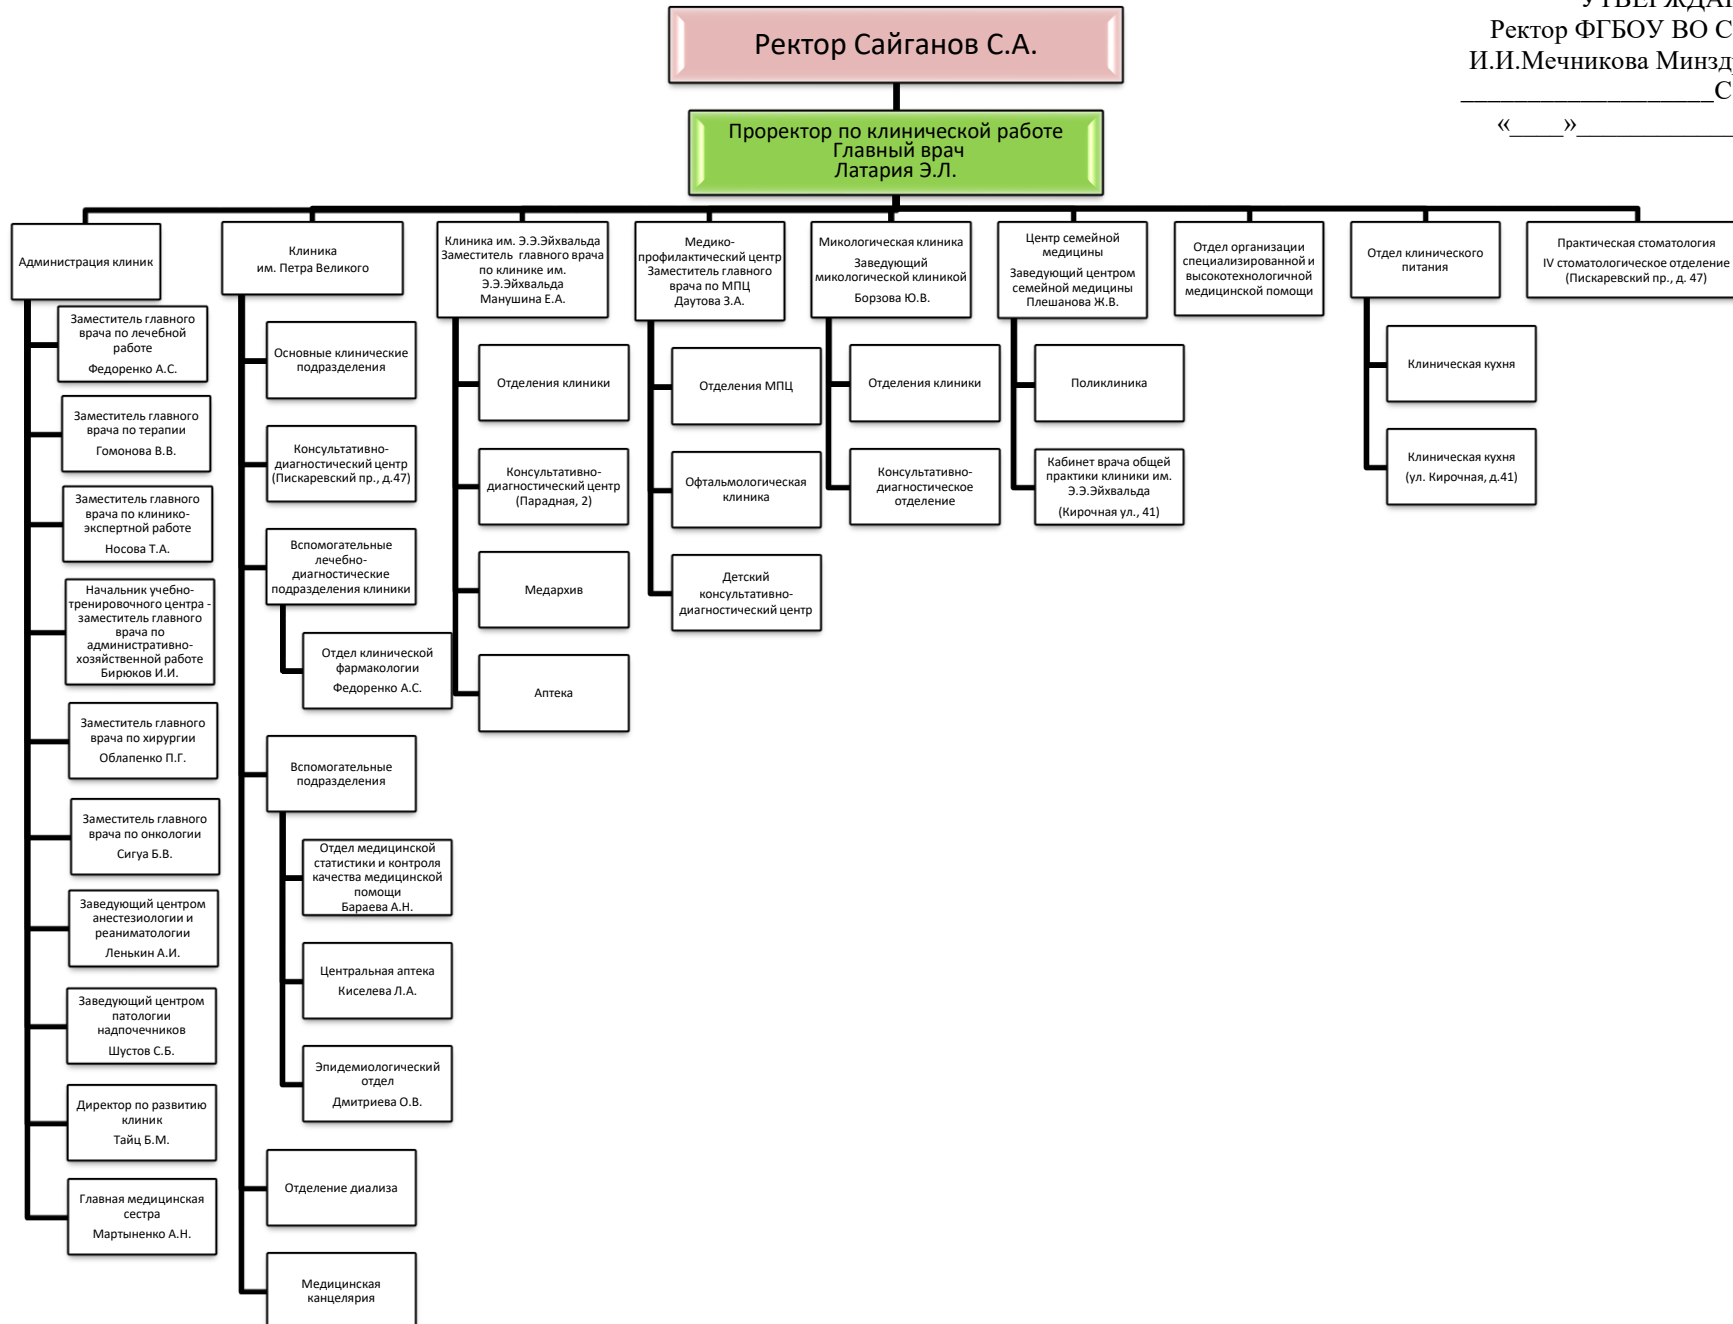 УТВЕРЖДАЮ
Ректор ФГБОУ ВО С
И.И.Мечникова Минзд
___________________С
«____»____________
Ректор Сайганов С.А.
Проректор по клинической работе
Главный врач
Латария Э.Л.
Администрация клиник
Заместитель главного
врача по лечебной
работе
Федоренко А.С.
Заместитель главного
врача по терапии
Гомонова В.В.
Заместитель главного
врача по клинико-
экспертной работе
Носова Т.А.
Начальник учебно-
тренировочного центра -
заместитель главного
врача по
административно-
хозяйственной работе
Бирюков И.И.
Заместитель главного
врача по хирургии
Облапенко П.Г.
Заместитель главного
врача по онкологии
Сигуа Б.В.
Заведующий центром
анестезиологии и
реаниматологии
Ленькин А.И.
Заведующий центром
патологии
надпочечников
Шустов С.Б.
Директор по развитию
клиник
Тайц Б.М.
Главная медицинская
сестра
Мартыненко А.Н.
Клиника
им. Петра Великого
Основные клинические
подразделения
Консультативно-
диагностический центр
(Пискаревский пр., д.47)
Вспомогательные
лечебно-
диагностические
подразделения клиники
Отдел клинической
фармакологии
Федоренко А.С.
Вспомогательные
подразделения
Отдел медицинской
статистики и контроля
качества медицинской
помощи
Бараева А.Н.
Центральная аптека
Киселева Л.А.
Эпидемиологический
отдел
Дмитриева О.В.
Отделение диализа
Медицинская
канцелярия
Клиника им. Э.Э.Эйхвальда
Заместитель главного врача
по клинике им.
Э.Э.Эйхвальда
Манушина Е.А.
Отделения клиники
Консультативно-
диагностический центр
(Парадная, 2)
Медархив
Аптека
Медико-
профилактический центр
Заместитель главного
врача по МПЦ
Даутова З.А.
Отделения МПЦ
Офтальмологическая
клиника
Детский
консультативно-
диагностический центр
Микологическая клиника
Заведующий
микологической клиникой
Борзова Ю.В.
Отделения клиники
Консультативно-
диагностическое
отделение
Центр семейной
медицины
Заведующий центром
семейной медицины
Плешанова Ж.В.
Поликлиника
Кабинет врача общей
практики клиники им.
Э.Э.Эйхвальда
(Кирочная ул., 41)
Отдел организации
специализированной и
высокотехнологичной
медицинской помощи
Отдел клинического
питания
Клиническая кухня
Клиническая кухня
(ул. Кирочная, д.41)
Практическая стоматология
IV стоматологическое отделение
(Пискаревский пр., д. 47)